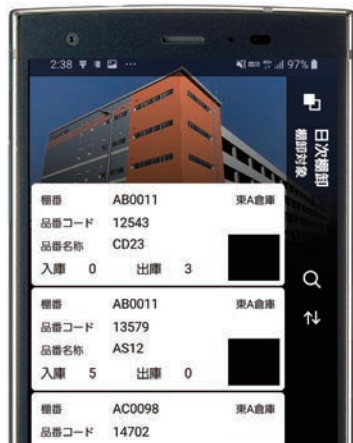 2:38 97%
日次棚卸
棚卸対象
棚番 AB0011 東A倉庫
品番コード 12543
品番名称 CD23
入庫 0 出庫 3
棚番 AB0011 東A倉庫
品番コード 13579
品番名称 AS12
入庫 5 出庫 0
棚番 AC0098 東A倉庫
品番コード 14702